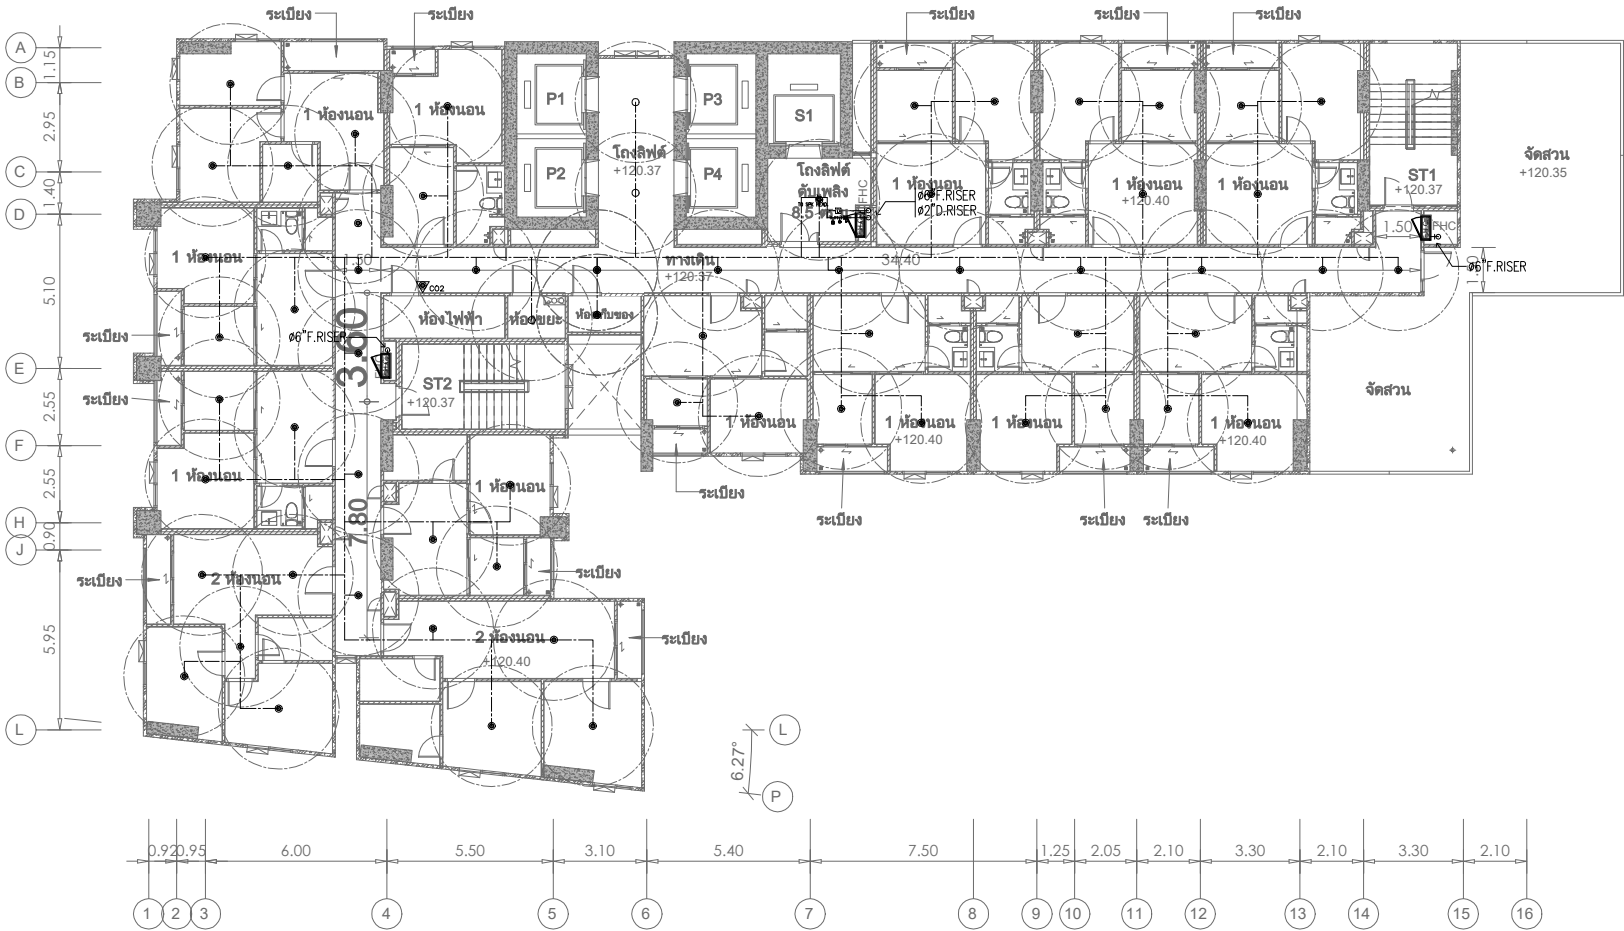 ระเบียง
ระเบียง
ระเบียง
ระเบียง
ระเบียง
A
B
C
D
E
F
H
J
L
1.15
2.95
1.40
5.10
2.55
2.55
0.90
5.95
1 ห้องนอน
1 ห้องนอน
P1
P2
P3
P4
S1
โถงลิฟต์
+120.37
โถงลิฟต์
ดับเพลิง
FHC
ø6"F.RISER
ø2"D.RISER
1 ห้องนอน
1 ห้องนอน
+120.40
1 ห้องนอน
ST1
+120.37
จัดสวน
+120.35
1.50
FHC
ø6"F.RISER
1 ห้องนอน
1.50
ทางเดิน
+120.37
34.40
CO2
ห้องไฟฟ้า
ห้องขยะ
ห้องเก็บของ
ระเบียง
ø6"F.RISER
3.60
ST2
+120.37
ระเบียง
จัดสวน
1 ห้องนอน
1 ห้องนอน
+120.40
1 ห้องนอน
1 ห้องนอน
+120.40
1 ห้องนอน
1 ห้องนอน
ระเบียง
ระเบียง
ระเบียง
ระเบียง
7.80
ระเบียง
2 ห้องนอน
ระเบียง
2 ห้องนอน
+120.40
ระเบียง
L
6.27°
P
0.92
0.95
6.00
5.50
3.10
5.40
7.50
1.25
2.05
2.10
3.30
2.10
3.30
2.10
1
2
3
4
5
6
7
8
9
10
11
12
13
14
15
16